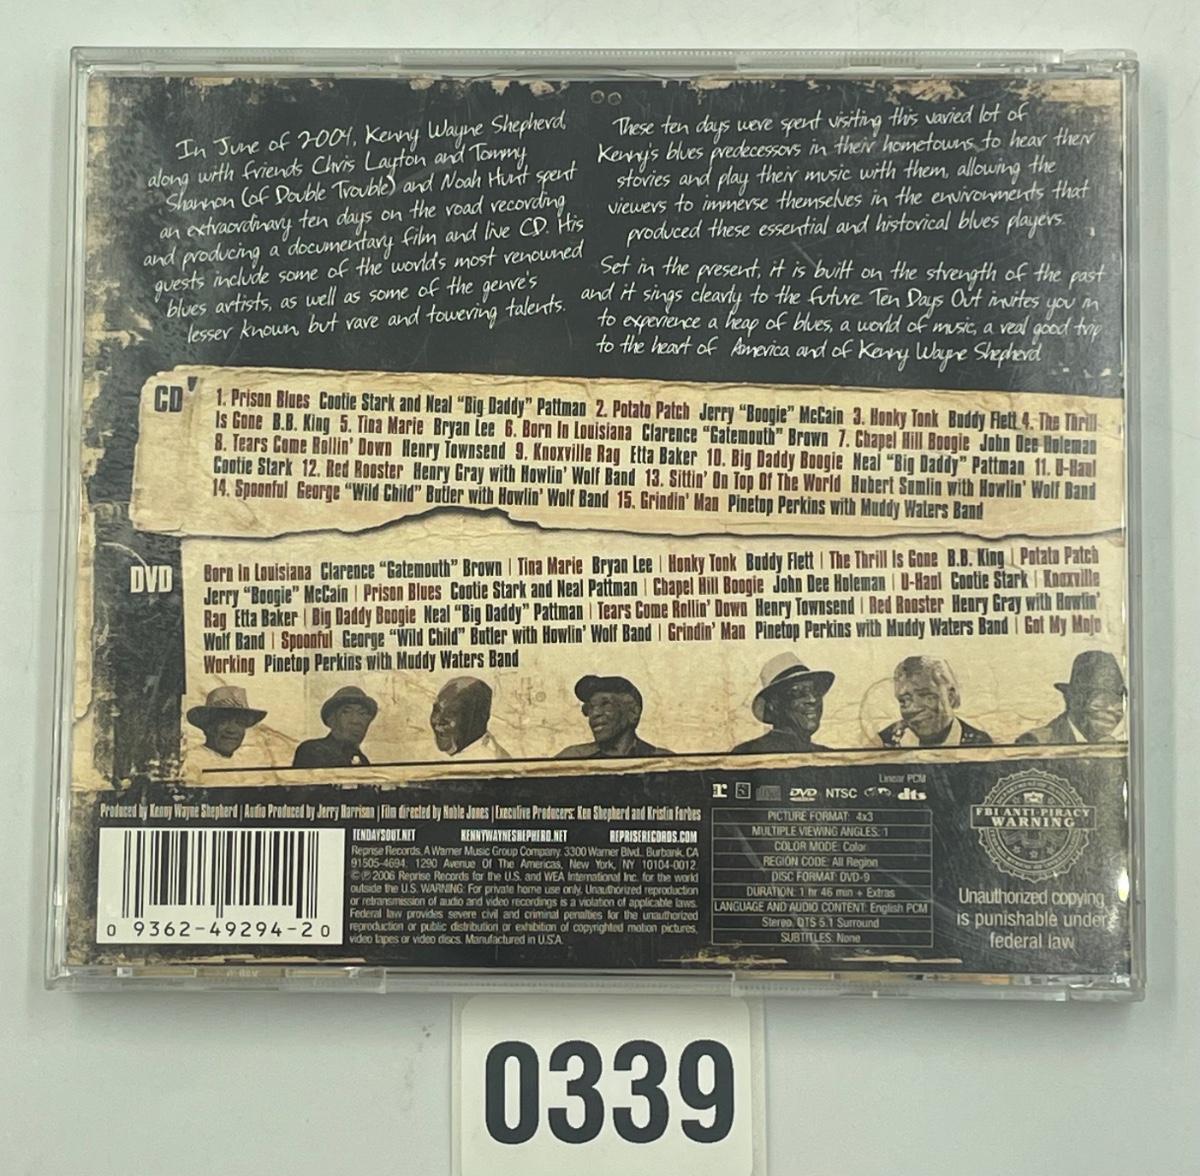 In June of 2004, Kenny Wayne Shepherd,
along with friends Chris Layton and Tommy
Shannon (of Double Trouble) and Noah Hunt spent
an extraordinary ten days on the road recording
and producing a documentary film and live CD. His
guests include some of the world's most renowned
blues artists, as well as some of the genre's
lesser known, but rare and towering talents.
These ten days were spent visiting this varied lot of
Kenny's blues predecessors in their hometowns to hear their
stories and play their music with them, allowing the
viewers to immerse themselves in the environments that
produced these essential and historical blues players.
Set in the present, it is built on the strength of the past
and it sings clearly to the future. Ten Days Out invites you in
to experience a heap of blues, a world of music, a real good trip
to the heart of America and of Kenny Wayne Shepherd
CD
1. Prison Blues Cootie Stark and Neal "Big Daddy" Pattman 2. Potato Patch Jerry "Boogie" McCain 3. Honky Tonk Buddy Flett 4. The Thrill
Is Gone B.B. King 5. Tina Marie Bryan Lee 6. Born In Louisiana Clarence "Gatemouth" Brown 7. Chapel Hill Boogie John Dee Holeman
8. Tears Come Rollin' Down Henry Townsend 9. Knoxville Rag Etta Baker 10. Big Daddy Boogie Neal "Big Daddy" Pattman 11. U-Haul
Cootie Stark 12. Red Rooster Henry Gray with Howlin' Wolf Band 13. Sittin' On Top Of The World Hubert Sumlin with Howlin' Wolf Band
14. Spoonful George "Wild Child" Butler with Howlin' Wolf Band 15. Grindin' Man Pinetop Perkins with Muddy Waters Band
DVD
Born In Louisiana Clarence "Gatemouth" Brown | Tina Marie Bryan Lee | Honky Tonk Buddy Flett | The Thrill Is Gone B.B. King | Potato Patch
Jerry "Boogie" McCain | Prison Blues Cootie Stark and Neal Pattman | Chapel Hill Boogie John Dee Holeman | U-Haul Cootie Stark | Knoxville
Rag Etta Baker | Big Daddy Boogie Neal "Big Daddy" Pattman | Tears Come Rollin' Down Henry Townsend | Red Rooster Henry Gray with Howlin'
Wolf Band | Spoonful George "Wild Child" Butler with Howlin' Wolf Band | Grindin' Man Pinetop Perkins with Muddy Waters Band | Got My Mojo
Working Pinetop Perkins with Muddy Waters Band
Produced by Kenny Wayne Shepherd | Audio Produced by Jerry Harrison | Film directed by Noble Jones | Executive Producers: Ken Shepherd and Kristin Forbes
TENDAYSOUT.NET KENNYWAYNESHEPHERD.NET REPRISERECORDS.COM
Reprise Records, A Warner Music Group Company. 3300 Warner Blvd., Burbank, CA
91505-4694; 1290 Avenue Of The Americas, New York, NY 10104-0012.
©℗ 2006 Reprise Records for the U.S. and WEA International Inc. for the world
outside the U.S. WARNING: For private home use only. Unauthorized reproduction
or retransmission of audio and video recordings is a violation of applicable laws.
Federal law provides severe civil and criminal penalties for the unauthorized
reproduction or public distribution or exhibition of copyrighted motion pictures,
video tapes or video discs. Manufactured in U.S.A.
0 9362-49294-2 0
Linear PCM
DVD NTSC dts
PICTURE FORMAT: 4x3
MULTIPLE VIEWING ANGLES: 1
COLOR MODE: Color
REGION CODE: All Region
DISC FORMAT: DVD-9
DURATION: 1 hr 46 min + Extras
LANGUAGE AND AUDIO CONTENT: English PCM
Stereo, DTS 5.1 Surround
SUBTITLES: None
FBI ANTI-PIRACY
WARNING
Unauthorized copying
is punishable under
federal law
0339